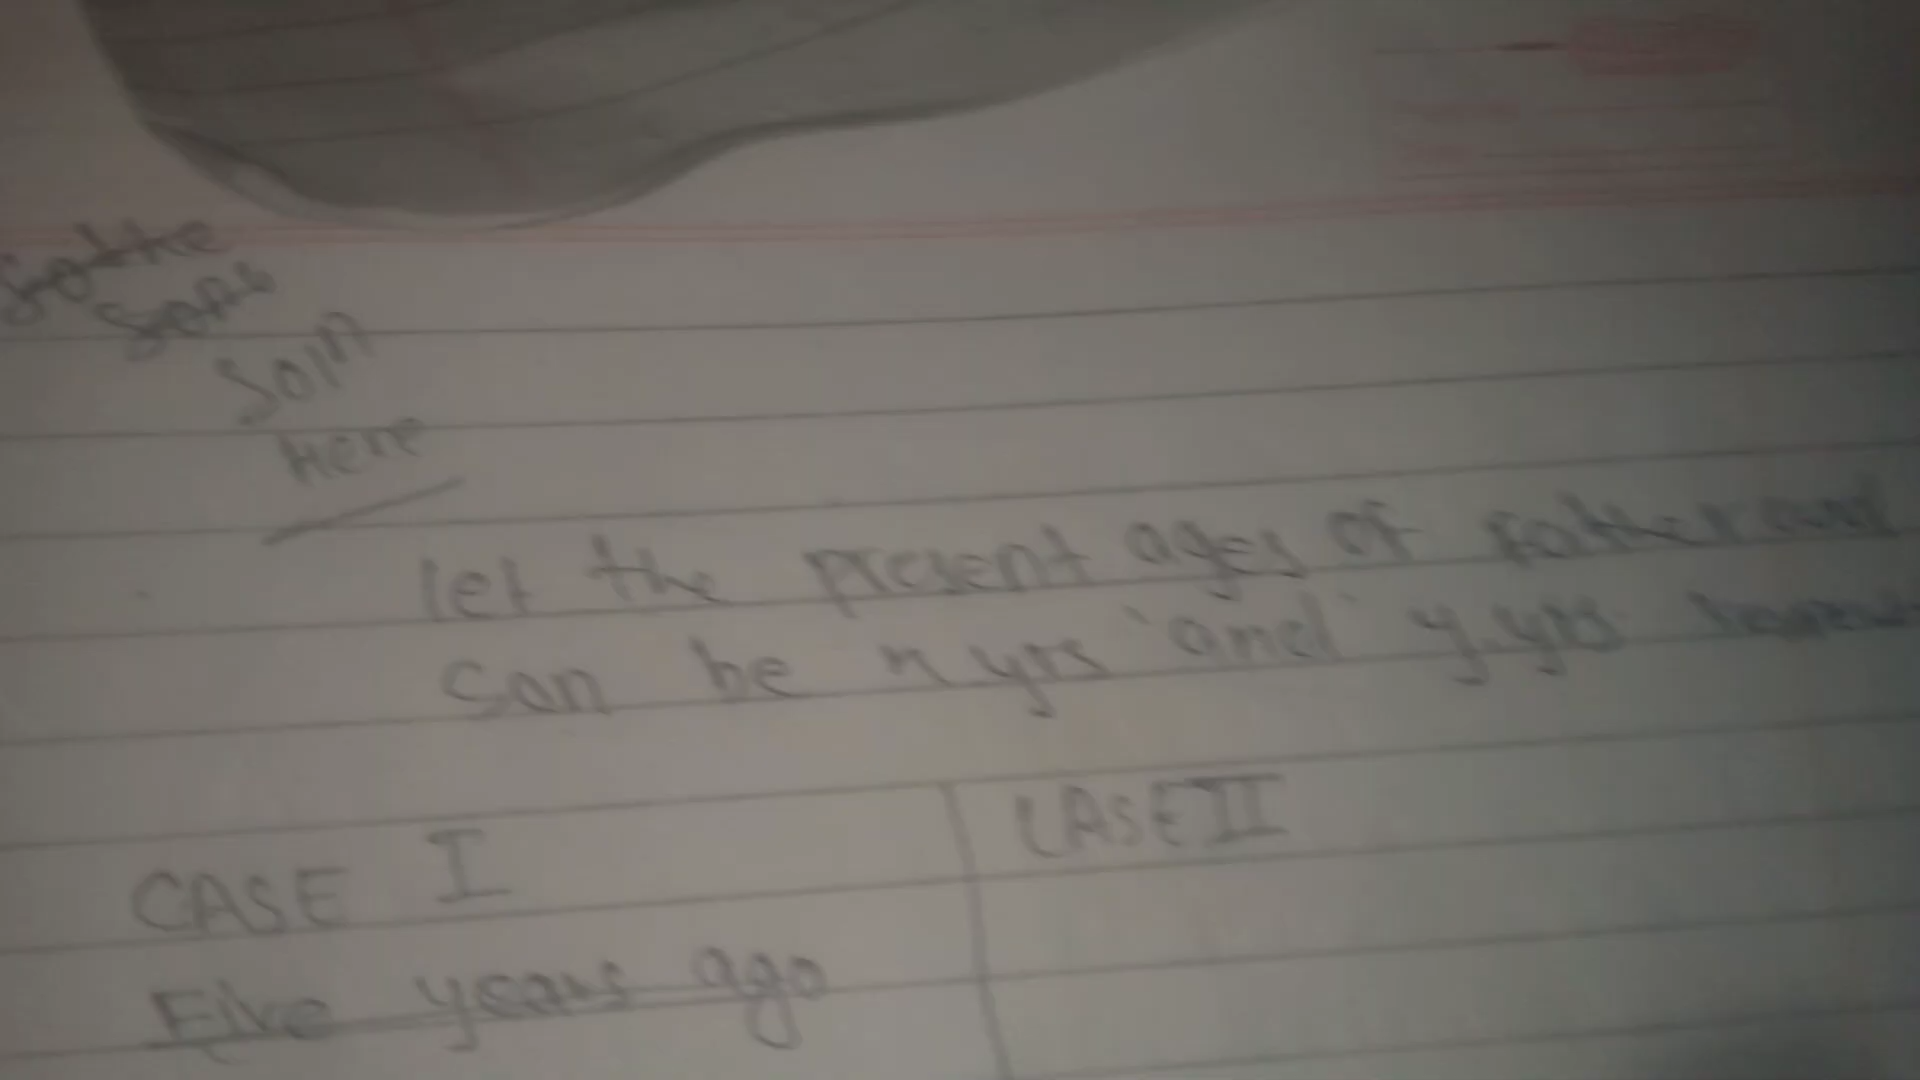 Soln
Here
let the present ages of father and
son be x yrs and y yrs
CASE I
CASE II
Five years ago